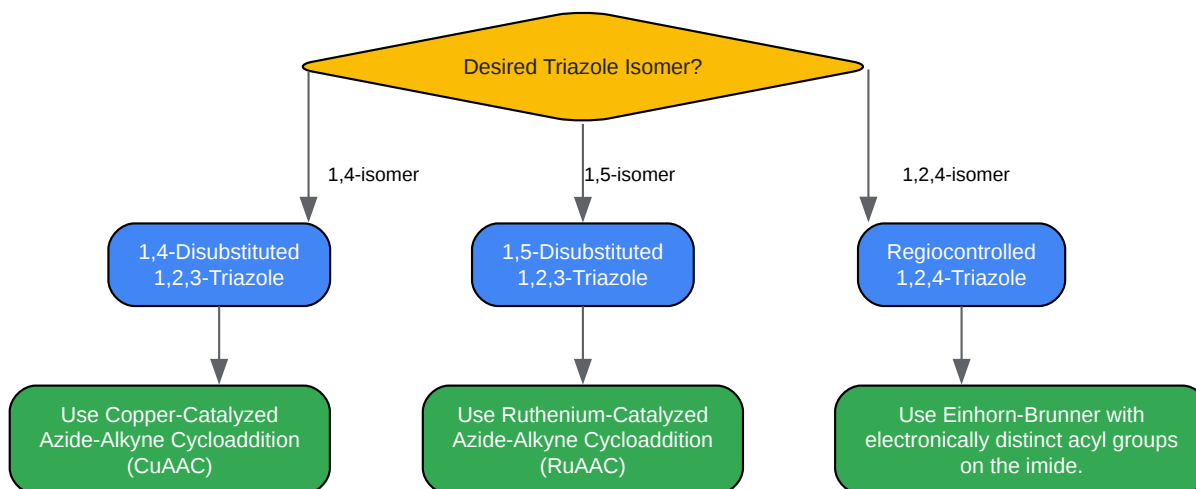 Desired Triazole Isomer?
1,4-isomer
1,5-isomer
1,2,4-isomer
1,4-Disubstituted
1,2,3-Triazole
1,5-Disubstituted
1,2,3-Triazole
Regiocontrolled
1,2,4-Triazole
Use Copper-Catalyzed
Azide-Alkyne Cycloaddition
(CuAAC)
Use Ruthenium-Catalyzed
Azide-Alkyne Cycloaddition
(RuAAC)
Use Einhorn-Brunner with
electronically distinct acyl groups
on the imide.